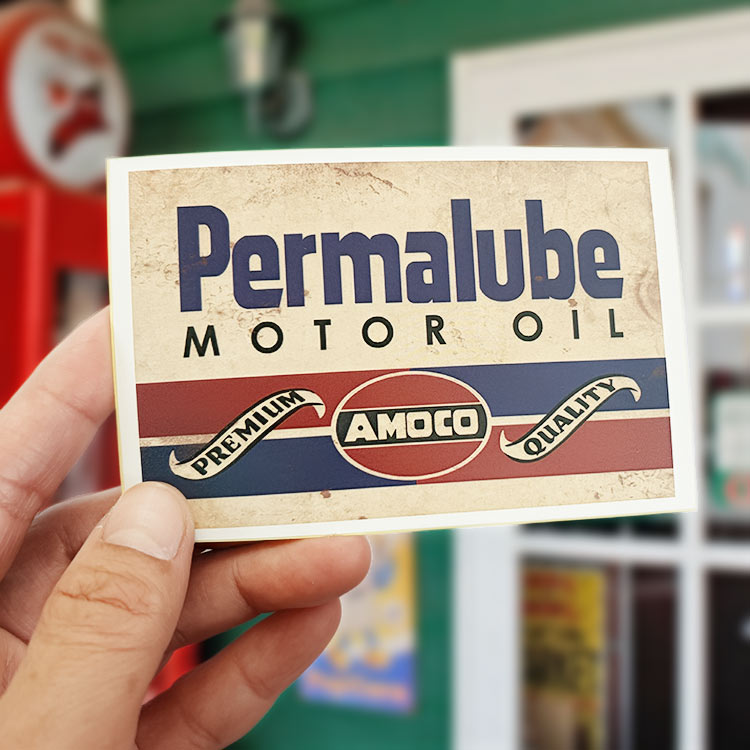 Permalube
MOTOR OIL
PREMIUM
AMOCO
QUALITY